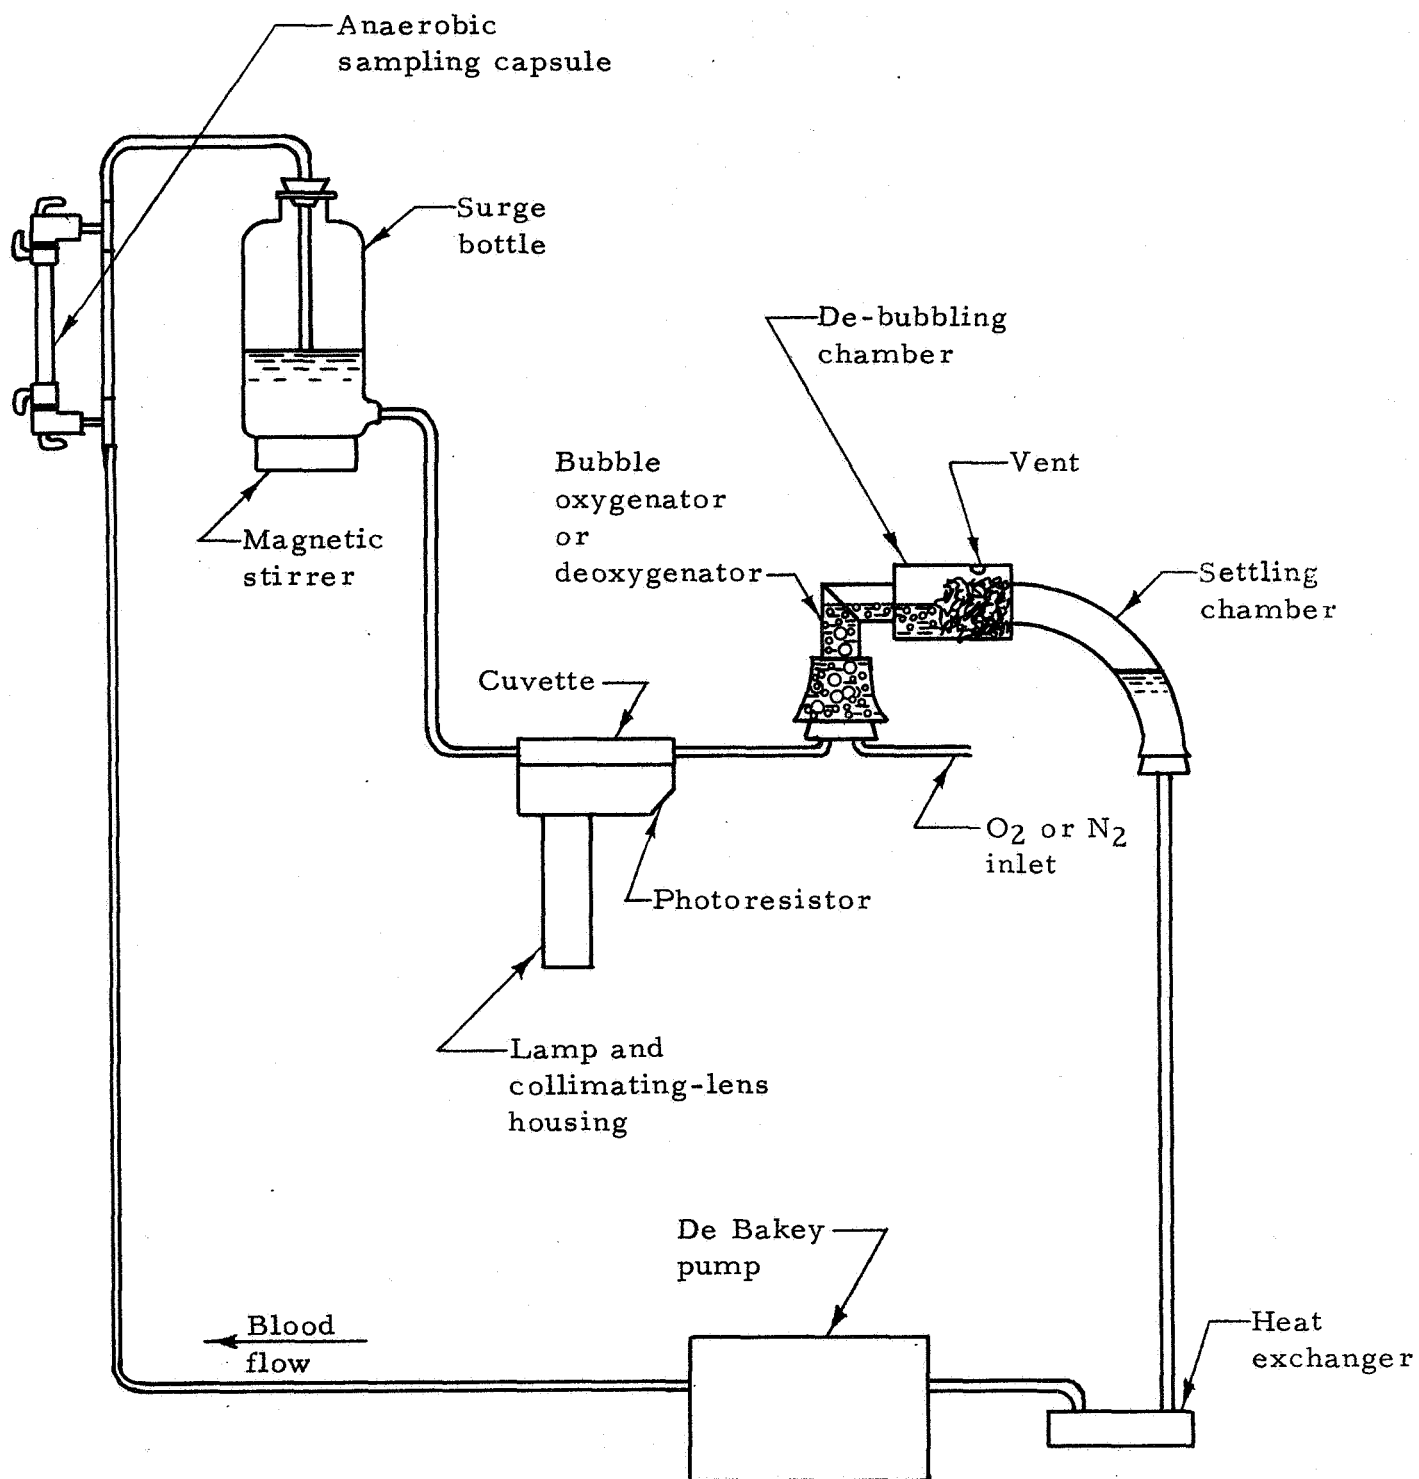 Anaerobic
sampling capsule
Surge
bottle
De-bubbling
chamber
Bubble
oxygenator
or
deoxygenator
Vent
Magnetic
stirrer
Settling
chamber
Cuvette
O2 or N2
inlet
Photoresistor
Lamp and
collimating-lens
housing
De Bakey
pump
Blood
flow
Heat
exchanger